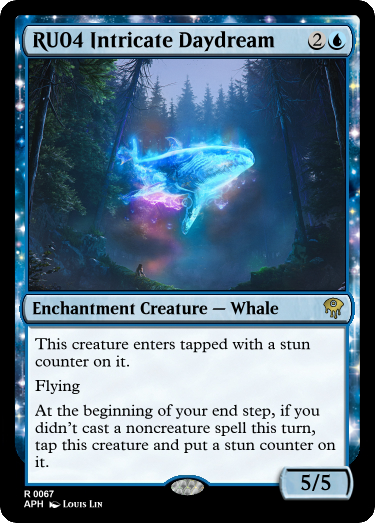 RU04 Intricate Daydream 2
Enchantment Creature — Whale
This creature enters tapped with a stun
counter on it.
Flying
At the beginning of your end step, if you
didn't cast a noncreature spell this turn,
tap this creature and put a stun counter on
it.
5/5
R 0067
APH Louis Lin